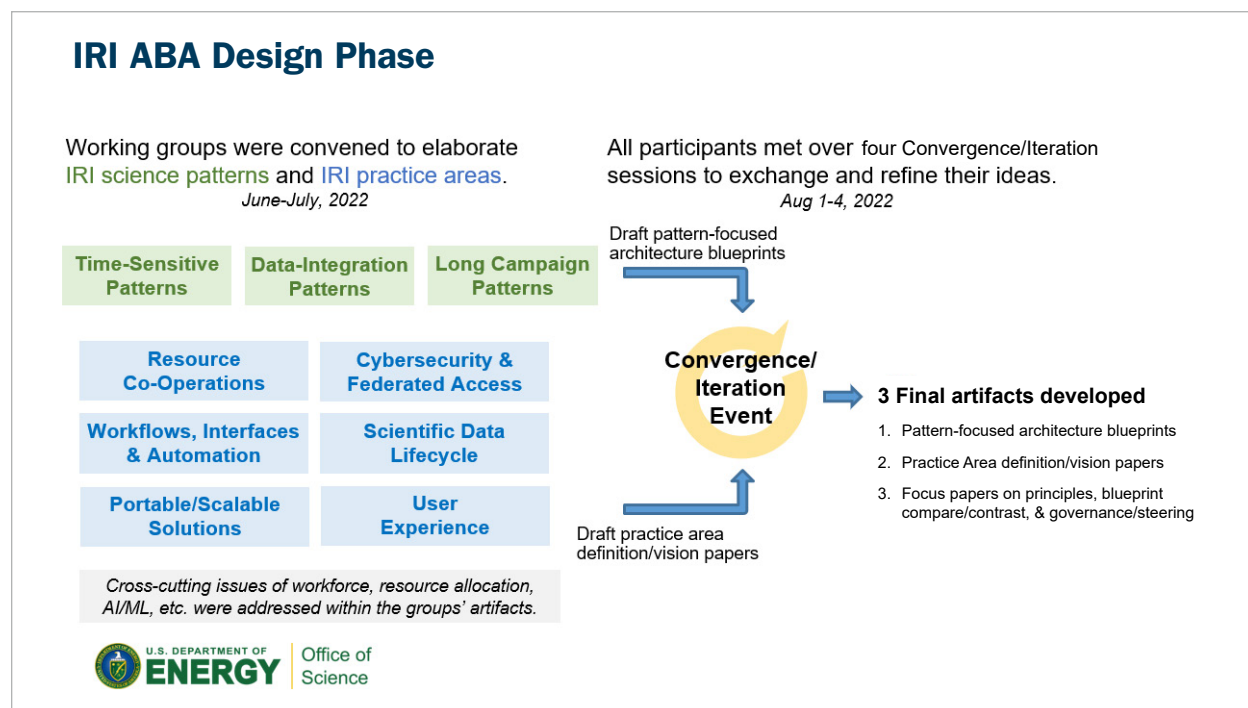 IRI ABA Design Phase
Working groups were convened to elaborate
IRI science patterns and IRI practice areas.
June-July, 2022
Time-Sensitive
Patterns
Data-Integration
Patterns
Long Campaign
Patterns
Resource
Co-Operations
Cybersecurity &
Federated Access
Workflows, Interfaces
& Automation
Scientific Data
Lifecycle
Portable/Scalable
Solutions
User
Experience
Cross-cutting issues of workforce, resource allocation,
AI/ML, etc. were addressed within the groups’ artifacts.
All participants met over four Convergence/Iteration
sessions to exchange and refine their ideas.
Aug 1-4, 2022
Draft pattern-focused
architecture blueprints
Convergence/
Iteration
Event
Draft practice area
definition/vision papers
3 Final artifacts developed
1. Pattern-focused architecture blueprints
2. Practice Area definition/vision papers
3. Focus papers on principles, blueprint
compare/contrast, & governance/steering
U.S. DEPARTMENT OF
ENERGY
Office of
Science